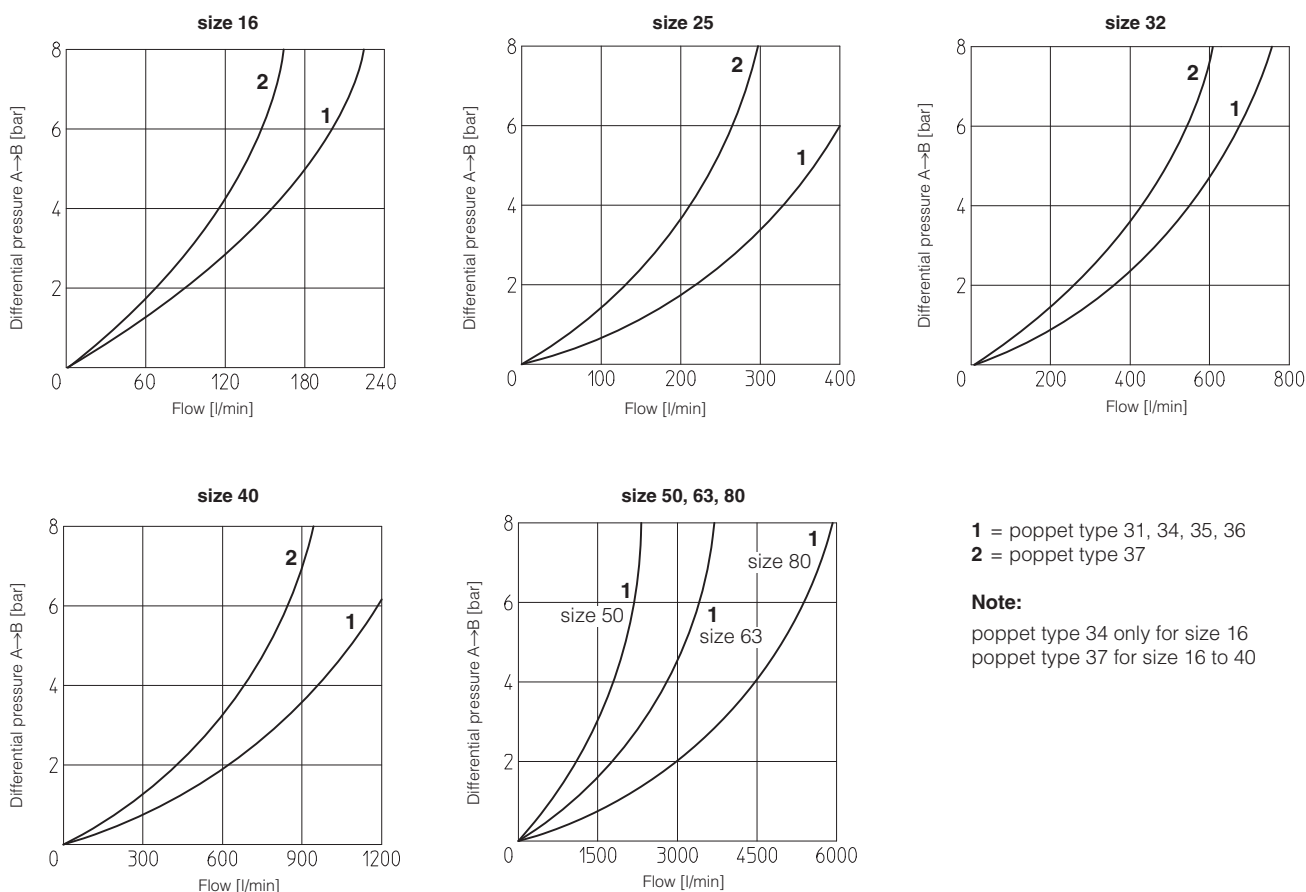 size 16
Differential pressure A→B [bar]
8
6
4
2
0
60
120
180
240
2
1
Flow [l/min]
size 25
Differential pressure A→B [bar]
8
6
4
2
0
100
200
300
400
2
1
Flow [l/min]
size 32
Differential pressure A→B [bar]
8
6
4
2
0
200
400
600
800
2
1
Flow [l/min]
size 40
Differential pressure A→B [bar]
8
6
4
2
0
300
600
900
1200
2
1
Flow [l/min]
size 50, 63, 80
Differential pressure A→B [bar]
8
6
4
2
0
1500
3000
4500
6000
1
size 50
1
size 63
1
size 80
Flow [l/min]
1 = poppet type 31, 34, 35, 36
2 = poppet type 37
Note:
poppet type 34 only for size 16
poppet type 37 for size 16 to 40